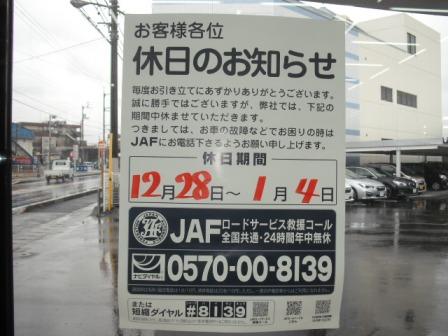 お客様各位
休日のお知らせ
毎度お引き立てにあずかりありがとうございます。
誠に勝手ではございますが、弊社では、下記の
期間中休ませていただきます。
つきましては、お車の故障などでお困りの時は
JAFにお電話下さるようお願い申し上げます。
休日期間
12月28日～1月4日
JAF ロードサービス救援コール
全国共通・24時間年中無休
ナビダイヤル 0570-00-8139
または
短縮ダイヤル #8139